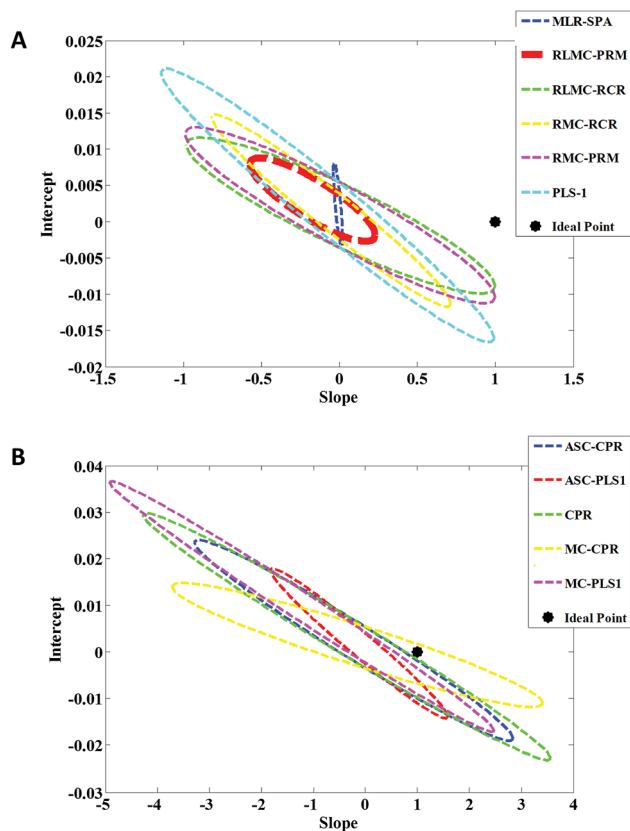 A
MLR-SPA
RLMC-PRM
RLMC-RCR
RMC-RCR
RMC-PRM
PLS-1
Ideal Point
Intercept
0.025
0.02
0.015
0.01
0.005
0
-0.005
-0.01
-0.015
-0.02
-1.5 -1 -0.5 0 0.5 1 1.5
Slope
B
ASC-CPR
ASC-PLS1
CPR
MC-CPR
MC-PLS1
Ideal Point
Intercept
0.04
0.03
0.02
0.01
0
-0.01
-0.02
-0.03
-5 -4 -3 -2 -1 0 1 2 3 4
Slope